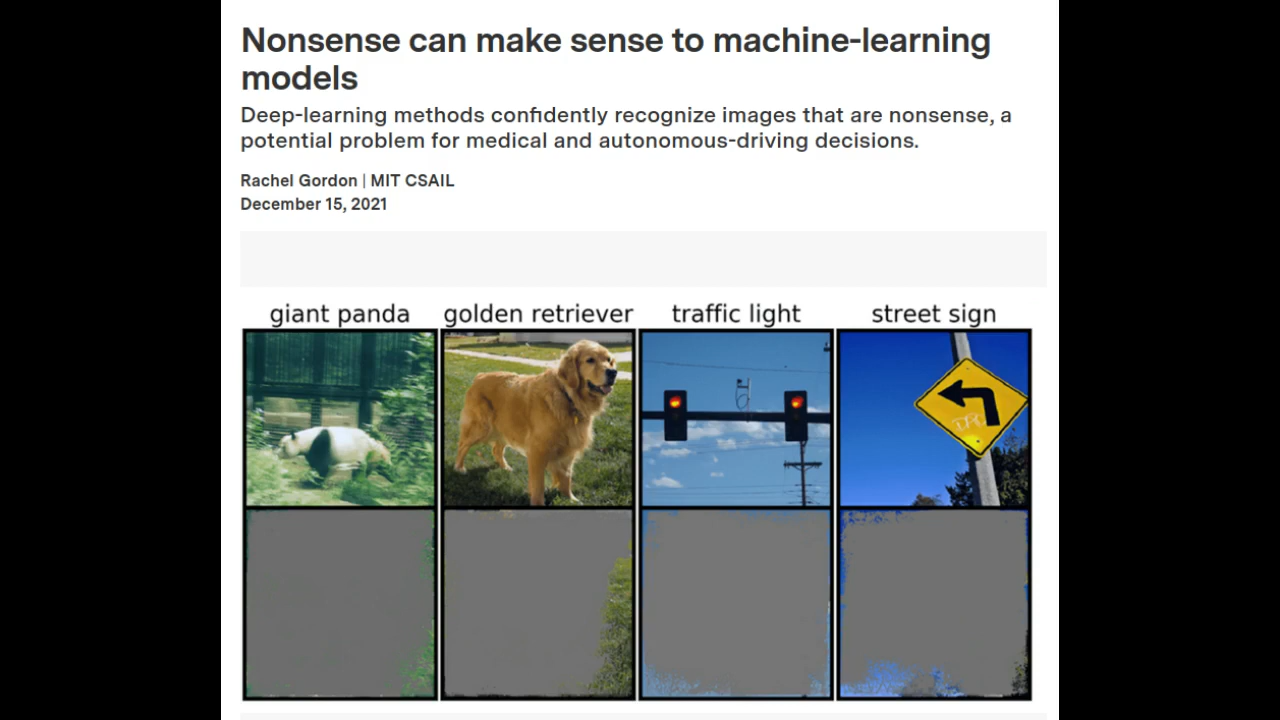 Nonsense can make sense to machine-learning
models
Deep-learning methods confidently recognize images that are nonsense, a
potential problem for medical and autonomous-driving decisions.
Rachel Gordon | MIT CSAIL
December 15, 2021
giant panda golden retriever traffic light street sign